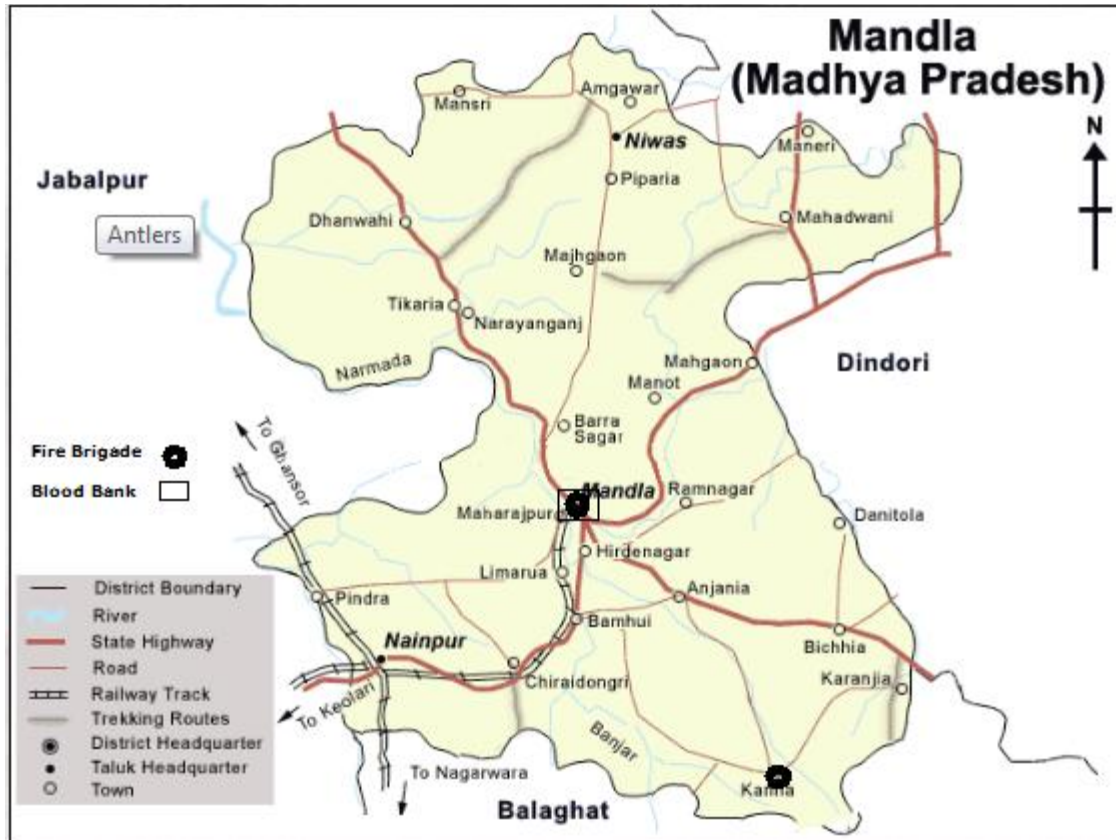 Mandla
(Madhya Pradesh)
N
Jabalpur
Antlers
Mansri
Amgawar
Niwas
Maneri
Piparia
Dhanwahi
Mahadwani
Majhgaon
Tikaria
Narayanganj
Narmada
Mahgaon
Dindori
Manot
Barra
Sagar
To Ghansor
Fire Brigade
Blood Bank
Mandla
Ramnagar
Maharajpur
Danitola
Hirdenagar
Limarua
Anjania
Pindra
Bamhui
Bichhia
Nainpur
Chiraidongri
Karanjia
To Keolari
Banjar
To Nagarwara
Kanha
Balaghat
District Boundary
River
State Highway
Road
Railway Track
Trekking Routes
District Headquarter
Taluk Headquarter
Town